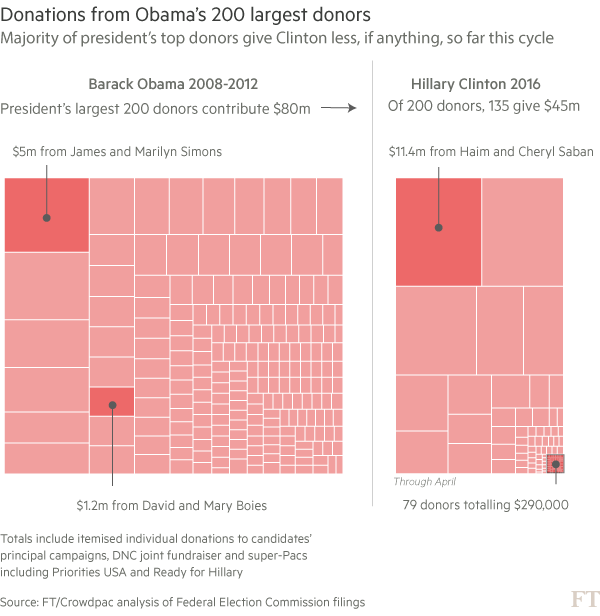 Donations from Obama's 200 largest donors
Majority of president's top donors give Clinton less, if anything, so far this cycle
Barack Obama 2008-2012
President's largest 200 donors contribute $80m
$5m from James and Marilyn Simons
$1.2m from David and Mary Boies
Hillary Clinton 2016
Of 200 donors, 135 give $45m
$11.4m from Haim and Cheryl Saban
Through April
79 donors totalling $290,000
Totals include itemised individual donations to candidates'
principal campaigns, DNC joint fundraiser and super-Pacs
including Priorities USA and Ready for Hillary
Source: FT/Crowdpac analysis of Federal Election Commission filings
FT